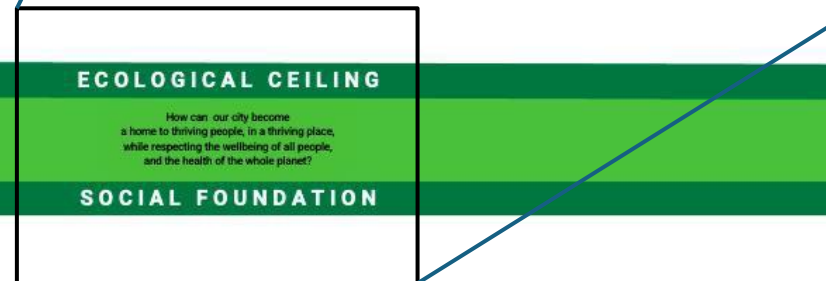 ECOLOGICAL CEILING
How can our city become
a home to thriving people, in a thriving place,
while respecting the wellbeing of all people,
and the health of the whole planet?
SOCIAL FOUNDATION